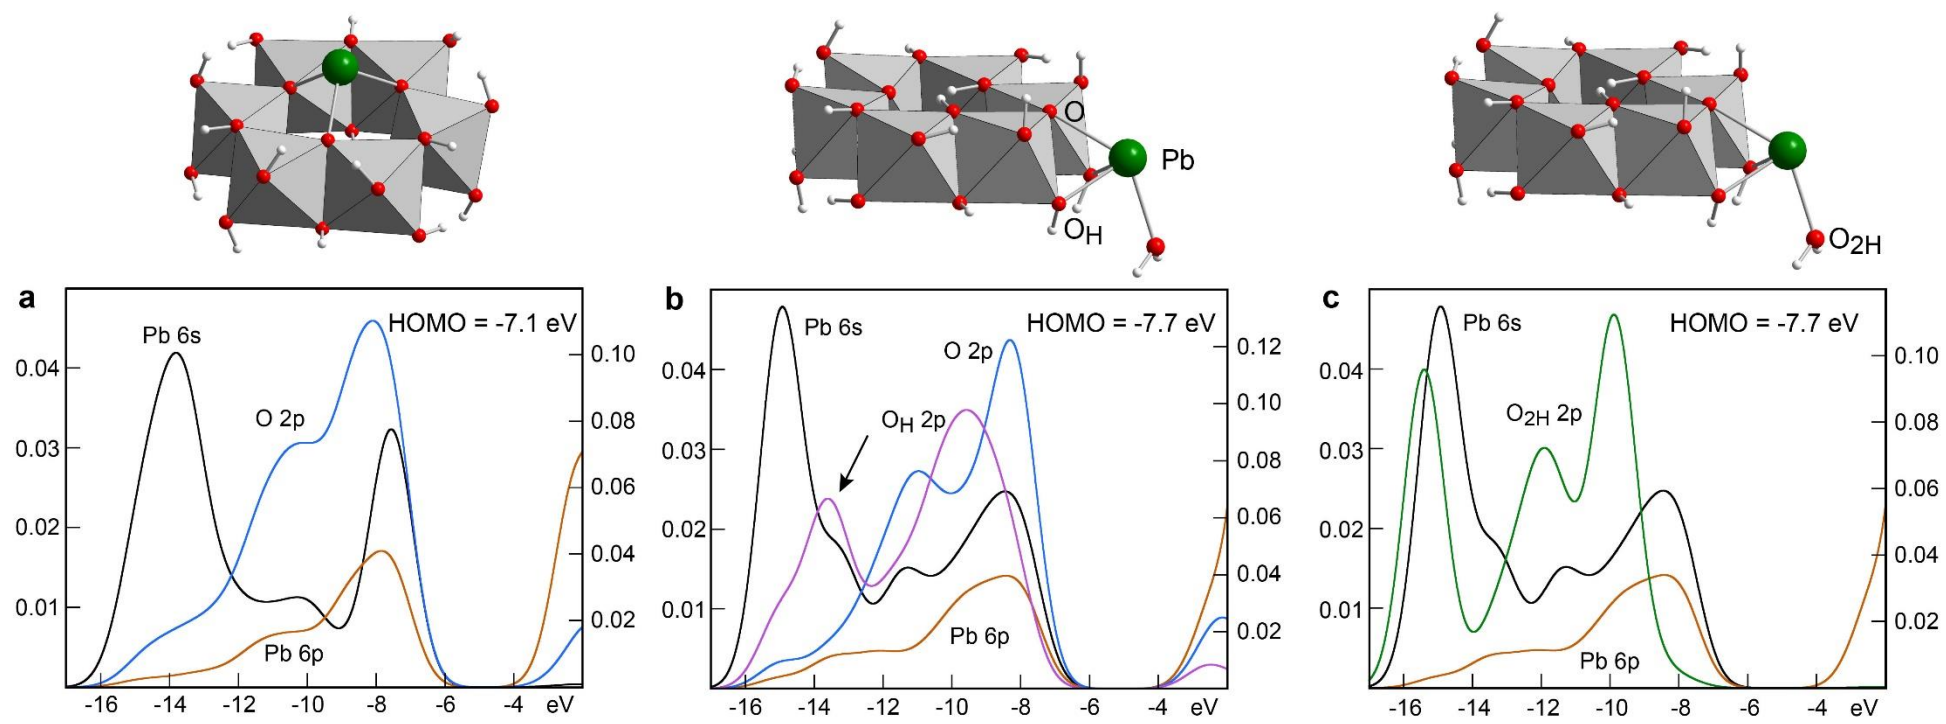 O
Pb
OH
O2H
a
HOMO = -7.1 eV
Pb 6s
O 2p
Pb 6p
0.04
0.03
0.02
0.01
0.10
0.08
0.06
0.04
0.02
-16 -14 -12 -10 -8 -6 -4 eV
b
HOMO = -7.7 eV
Pb 6s
O 2p
OH 2p
Pb 6p
0.04
0.03
0.02
0.01
0.12
0.10
0.08
0.06
0.04
0.02
-16 -14 -12 -10 -8 -6 -4 eV
c
HOMO = -7.7 eV
Pb 6s
O2H 2p
Pb 6p
0.04
0.03
0.02
0.01
0.10
0.08
0.06
0.04
0.02
-16 -14 -12 -10 -8 -6 -4 eV